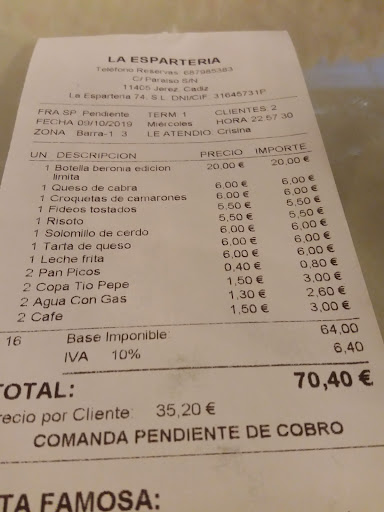 LA ESPARTERIA
Telefono Reservas: 687985383
C/ Paraiso S/N
11405 Jerez, Cadiz
La Esparteria 74, S.L. DNI/CIF 31645731P
FRA SP Pendiente TERM 1 CLIENTES 2
FECHA 09/10/2019 Miercoles HORA 22:57:30
ZONA Barra-1 3 LE ATENDIO Crisina
UN DESCRIPCION PRECIO IMPORTE
1 Botella beronia edicion limita 20,00 € 20,00 €
1 Queso de cabra 6,00 € 6,00 €
1 Croquetas de camarones 6,00 € 6,00 €
1 Fideos tostados 5,50 € 5,50 €
1 Risoto 5,50 € 5,50 €
1 Solomillo de cerdo 6,00 € 6,00 €
1 Tarta de queso 6,00 € 6,00 €
1 Leche frita 6,00 € 6,00 €
2 Pan Picos 0,40 € 0,80 €
2 Copa Tio Pepe 1,50 € 3,00 €
2 Agua Con Gas 1,30 € 2,60 €
2 Cafe 1,50 € 3,00 €
16 Base Imponible: 64,00
IVA 10% 6,40
TOTAL: 70,40 €
recio por Cliente: 35,20 €
COMANDA PENDIENTE DE COBRO
TA FAMOSA: